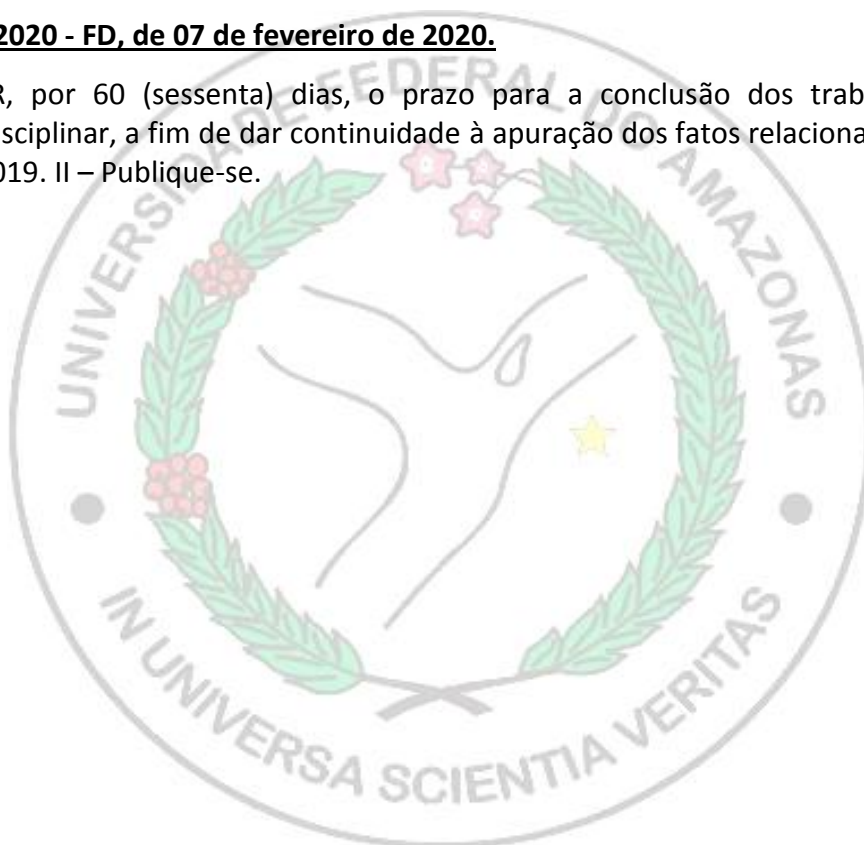 2020 - FD, de 07 de fevereiro de 2020.
R, por 60 (sessenta) dias, o prazo para a conclusão dos trab
sciplinar, a fim de dar continuidade à apuração dos fatos relaciona
019. II – Publique-se.
UNIVERSIDADE FEDERAL DO AMAZONAS
IN UNIVERSA SCIENTIA VERITAS